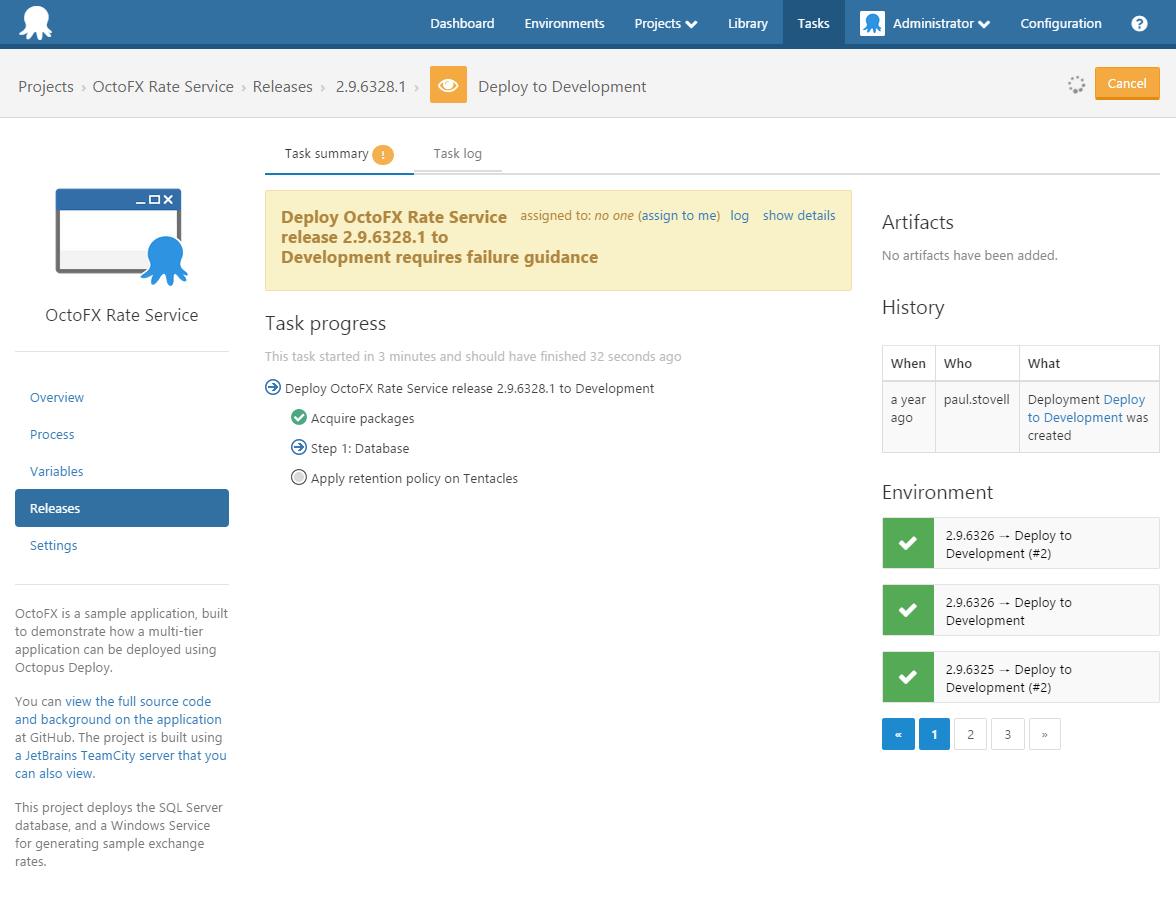 Dashboard Environments Projects Library Tasks Administrator Configuration ?
Projects › OctoFX Rate Service › Releases › 2.9.6328.1 › Deploy to Development Cancel
Task summary ! Task log
OctoFX Rate Service
Overview
Process
Variables
Releases
Settings
OctoFX is a sample application, built
to demonstrate how a multi-tier
application can be deployed using
Octopus Deploy.
You can view the full source code
and background on the application
at GitHub. The project is built using
a JetBrains TeamCity server that you
can also view.
This project deploys the SQL Server
database, and a Windows Service
for generating sample exchange
rates.
Deploy OctoFX Rate Service assigned to: no one (assign to me) log show details
release 2.9.6328.1 to
Development requires failure guidance
Task progress
This task started in 3 minutes and should have finished 32 seconds ago
Deploy OctoFX Rate Service release 2.9.6328.1 to Development
Acquire packages
Step 1: Database
Apply retention policy on Tentacles
Artifacts
No artifacts have been added.
History
When Who What
a year paul.stovell Deployment Deploy
ago to Development was
created
Environment
2.9.6326 → Deploy to
Development (#2)
2.9.6326 → Deploy to
Development
2.9.6325 → Deploy to
Development (#2)
« 1 2 3 »